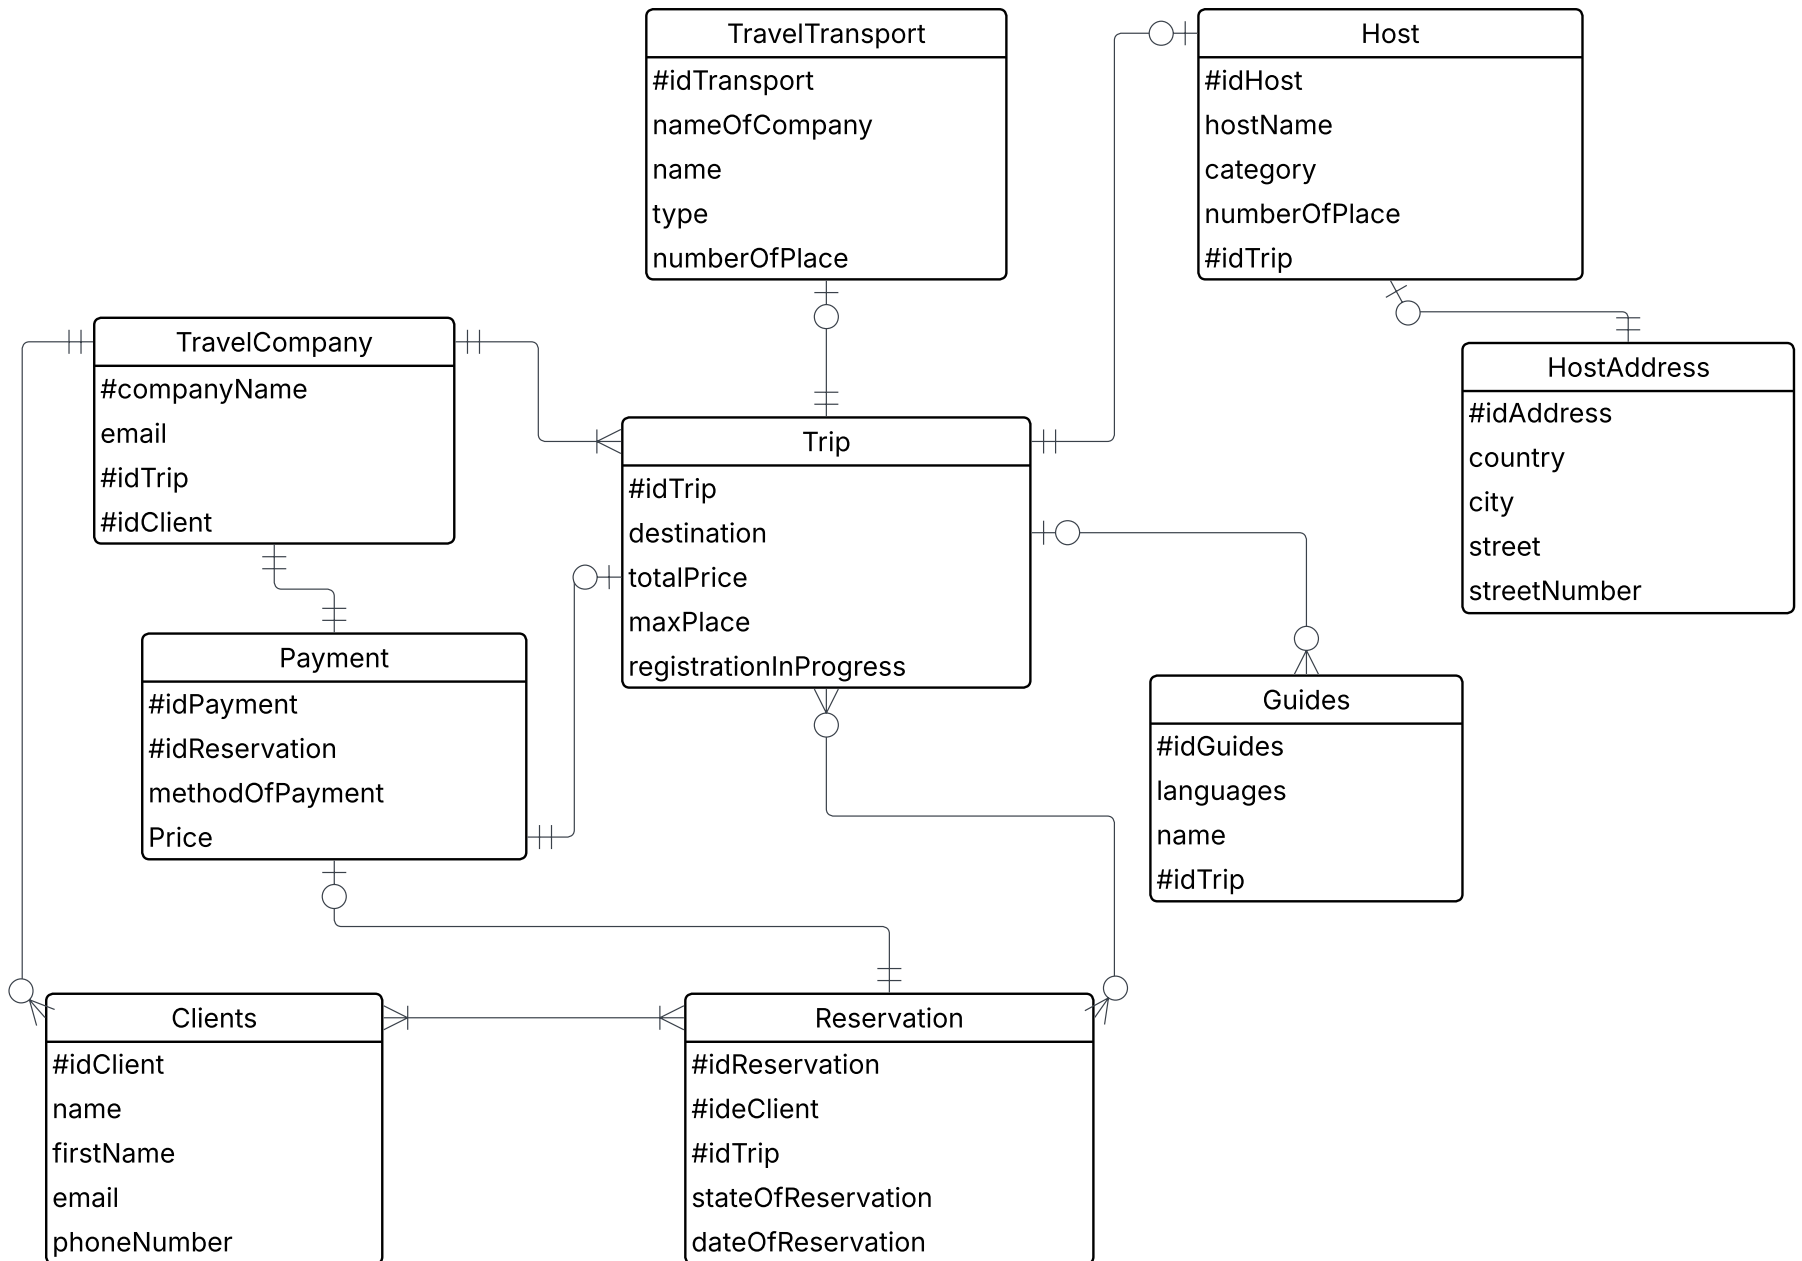 TravelTransport
#idTransport
nameOfCompany
name
type
numberOfPlace
Host
#idHost
hostName
category
numberOfPlace
#idTrip
TravelCompany
#companyName
email
#idTrip
#idClient
HostAddress
#idAddress
country
city
street
streetNumber
Trip
#idTrip
destination
totalPrice
maxPlace
registrationInProgress
Payment
#idPayment
#idReservation
methodOfPayment
Price
Guides
#idGuides
languages
name
#idTrip
Clients
#idClient
name
firstName
email
phoneNumber
Reservation
#idReservation
#ideClient
#idTrip
stateOfReservation
dateOfReservation